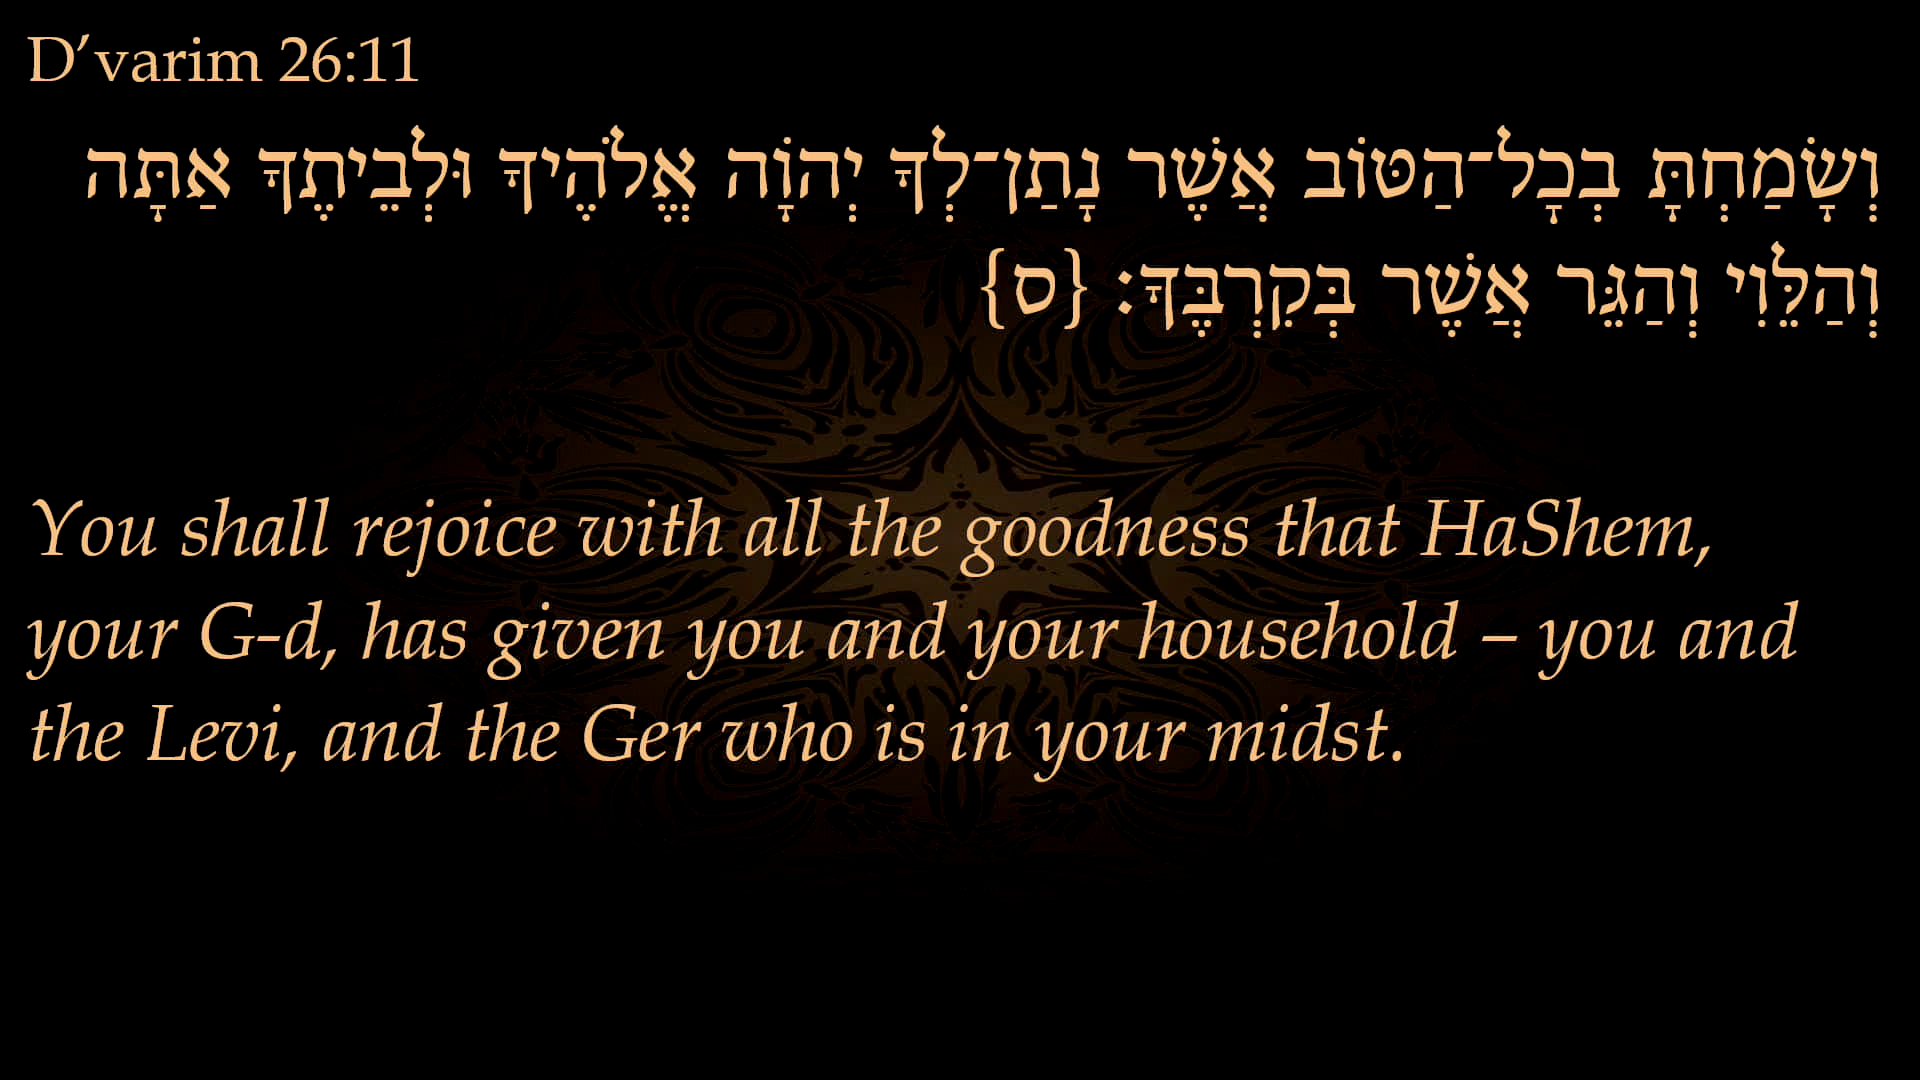 D’varim 26:11
וְשָׂמַחְתָּ בְכׇל־הַטּוֹב אֲשֶׁר נָתַן־לְךָ יְהֹוָה אֱלֹהֶיךָ וּלְבֵיתֶךָ אַתָּה
וְהַלֵּוִי וְהַגֵּר אֲשֶׁר בְּקִרְבֶּךָ׃ {ס}
You shall rejoice with all the goodness that HaShem,
your G-d, has given you and your household – you and
the Levi, and the Ger who is in your midst.